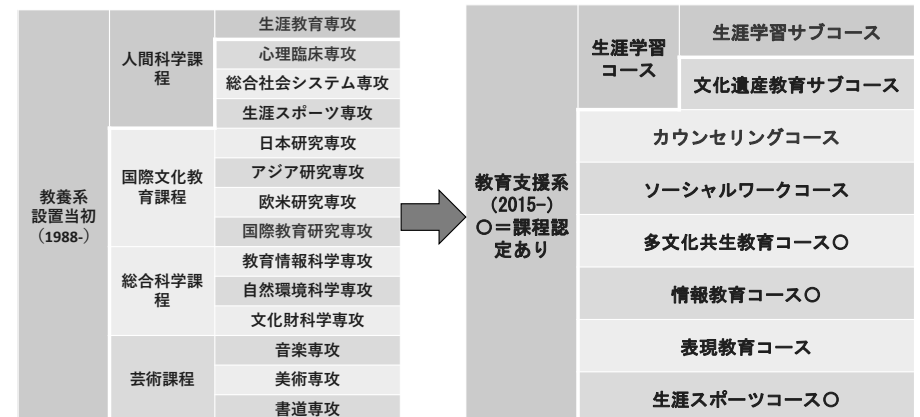 教養系
設置当初
（1988-）
人間科学課
程
生涯教育専攻
心理臨床専攻
総合社会システム専攻
生涯スポーツ専攻
国際文化教
育課程
日本研究専攻
アジア研究専攻
欧米研究専攻
国際教育研究専攻
総合科学課
程
教育情報科学専攻
自然環境科学専攻
文化財科学専攻
芸術課程
音楽専攻
美術専攻
書道専攻
教育支援系
(2015-)
〇＝課程認
定あり
生涯学習
コース
生涯学習サブコース
文化遺産教育サブコース
カウンセリングコース
ソーシャルワークコース
多文化共生教育コース〇
情報教育コース〇
表現教育コース
生涯スポーツコース〇